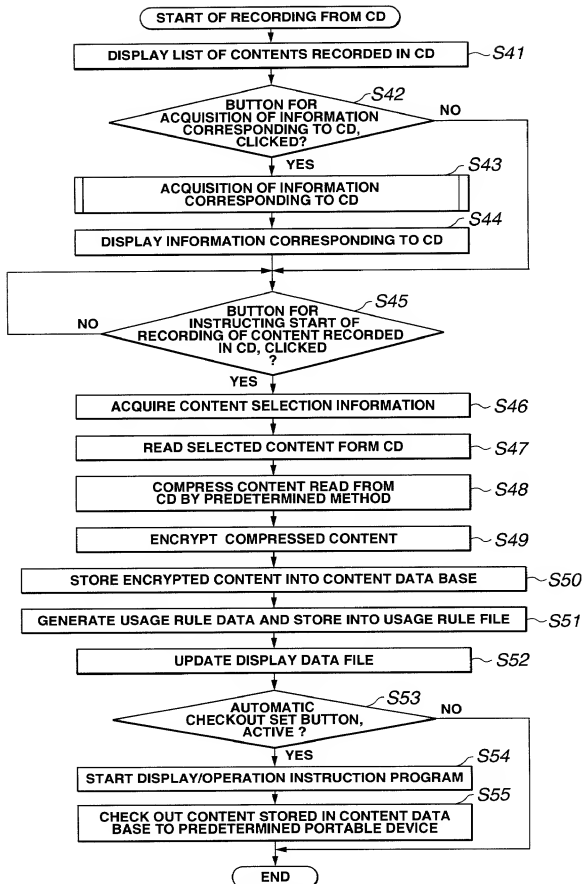 START OF RECORDING FROM CD
DISPLAY LIST OF CONTENTS RECORDED IN CD
S41
BUTTON FOR
ACQUISITION OF INFORMATION
CORRESPONDING TO CD,
CLICKED?
S42
NO
YES
S43
ACQUISITION OF INFORMATION
CORRESPONDING TO CD
S44
DISPLAY INFORMATION CORRESPONDING TO CD
S45
BUTTON FOR
INSTRUCTING START OF
RECORDING OF CONTENT RECORDED
IN CD, CLICKED
?
NO
YES
ACQUIRE CONTENT SELECTION INFORMATION
S46
READ SELECTED CONTENT FORM CD
S47
COMPRESS CONTENT READ FROM
CD BY PREDETERMINED METHOD
S48
ENCRYPT COMPRESSED CONTENT
S49
STORE ENCRYPTED CONTENT INTO CONTENT DATA BASE
S50
GENERATE USAGE RULE DATA AND STORE INTO USAGE RULE FILE
S51
UPDATE DISPLAY DATA FILE
S52
S53
AUTOMATIC
CHECKOUT SET BUTTON,
ACTIVE ?
NO
YES
S54
START DISPLAY/OPERATION INSTRUCTION PROGRAM
S55
CHECK OUT CONTENT STORED IN CONTENT DATA
BASE TO PREDETERMINED PORTABLE DEVICE
END